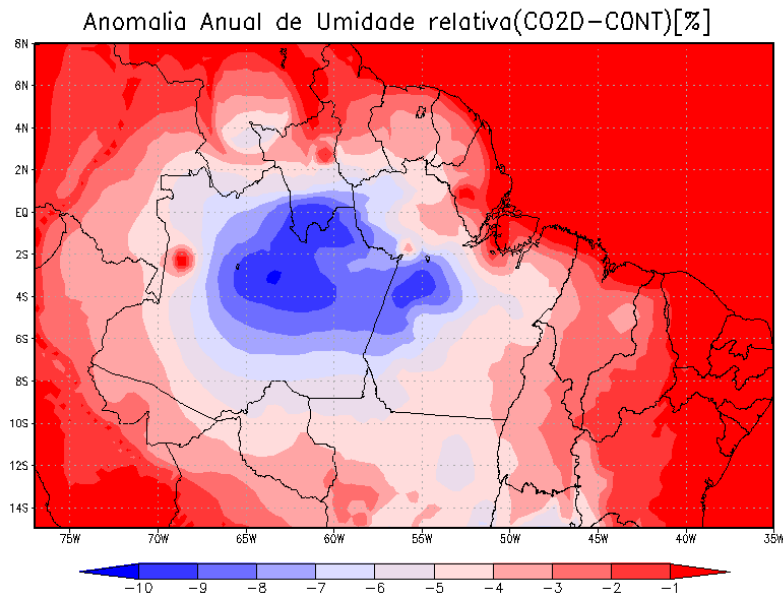 Anomalia Anual de Umidade relativa(CO2D-CONT)[%]
8N
6N
4N
2N
EQ
2S
4S
6S
8S
10S
12S
14S
75W 70W 65W 60W 55W 50W 45W 40W 35W
-10 -9 -8 -7 -6 -5 -4 -3 -2 -1